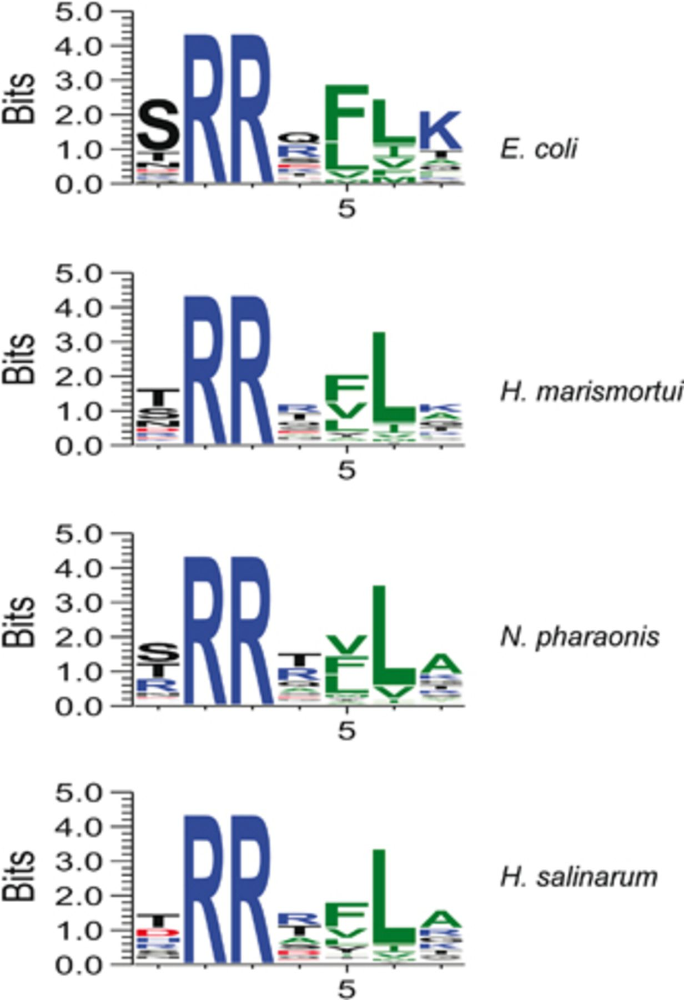 5.0
4.0
3.0
2.0
1.0
0.0
Bits
S RR Q F L K
5
E. coli
5.0
4.0
3.0
2.0
1.0
0.0
Bits
T RR R F L K
5
H. marismortui
5.0
4.0
3.0
2.0
1.0
0.0
Bits
S RR T V L A
5
N. pharaonis
5.0
4.0
3.0
2.0
1.0
0.0
Bits
T RR R F L A
5
H. salinarum